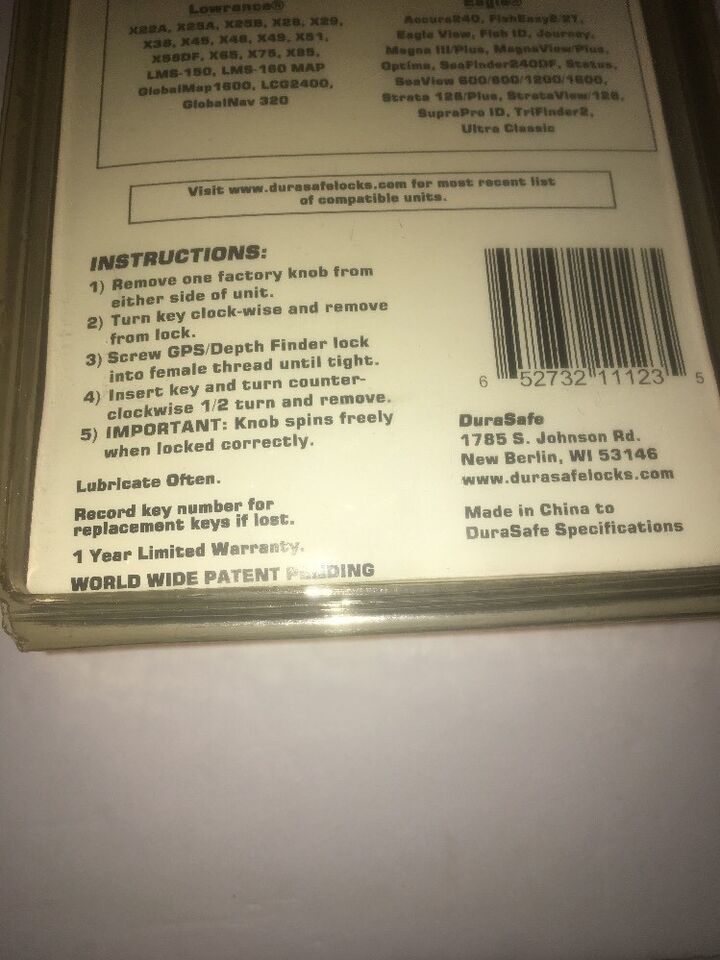 Lowrance®
X22A, X25A, X25B, X28, X29,
X38, X45, X48, X49, X51,
X58DF, X65, X75, X85,
LMS-150, LMS-160 MAP
GlobalMap1600, LCG2400,
GlobalNav 320
Eagle®
Accura240, FishEasy2/2T,
Eagle View, Fish ID, Journey,
Magna III/Plus, MagnaView/Plus,
Optima, SeaFinder240DF, Status,
SeaView 600/800/1200/1600,
Strata 128/Plus, StrataView/128,
SupraPro ID, TriFinder2,
Ultra Classic
Visit www.durasafelocks.com for most recent list
of compatible units.
INSTRUCTIONS:
1) Remove one factory knob from
either side of unit.
2) Turn key clock-wise and remove
from lock.
3) Screw GPS/Depth Finder lock
into female thread until tight.
4) Insert key and turn counter-
clockwise 1/2 turn and remove.
5) IMPORTANT: Knob spins freely
when locked correctly.
Lubricate Often.
Record key number for
replacement keys if lost.
1 Year Limited Warranty.
WORLD WIDE PATENT PENDING
6 52732 11123 5
DuraSafe
1785 S. Johnson Rd.
New Berlin, WI 53146
www.durasafelocks.com
Made in China to
DuraSafe Specifications